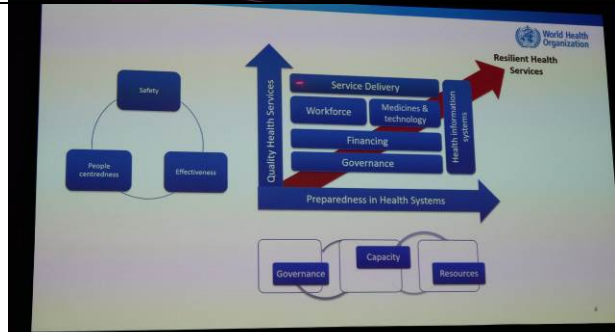 World Health
Organization
Resilient Health
Services
Safety
People
centredness
Effectiveness
Quality Health Services
Service Delivery
Workforce
Medicines &
technology
Financing
Governance
Health information
systems
Preparedness in Health Systems
Governance
Capacity
Resources
4